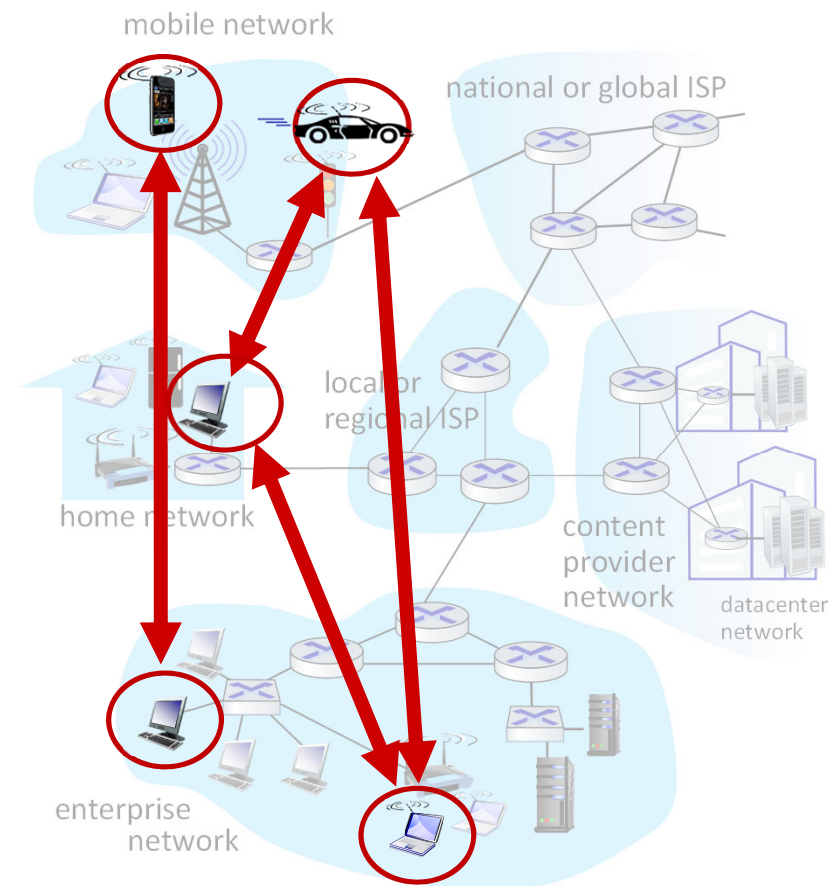 mobile network
national or global ISP
local or
regional ISP
home network
content
provider
network
datacenter
network
enterprise
network